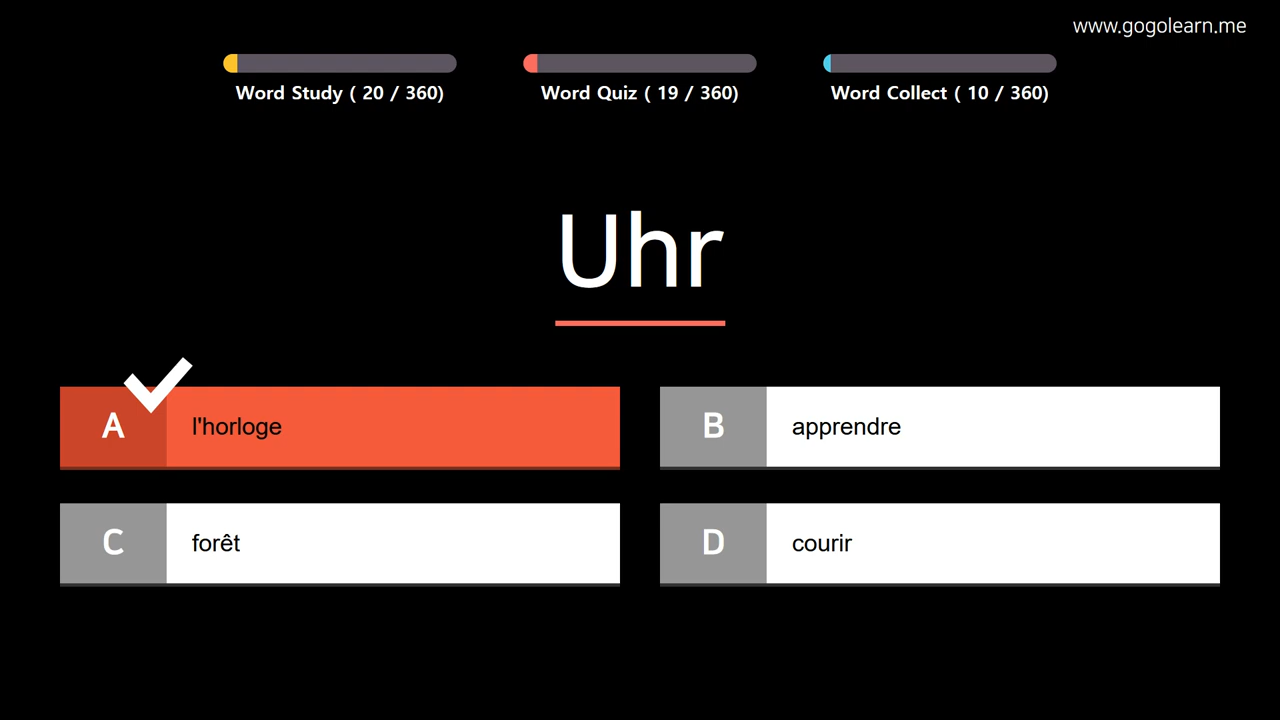 www.gogolearn.me
Word Study ( 20 / 360)
Word Quiz ( 19 / 360)
Word Collect ( 10 / 360)
Uhr
A l'horloge
B apprendre
C forêt
D courir